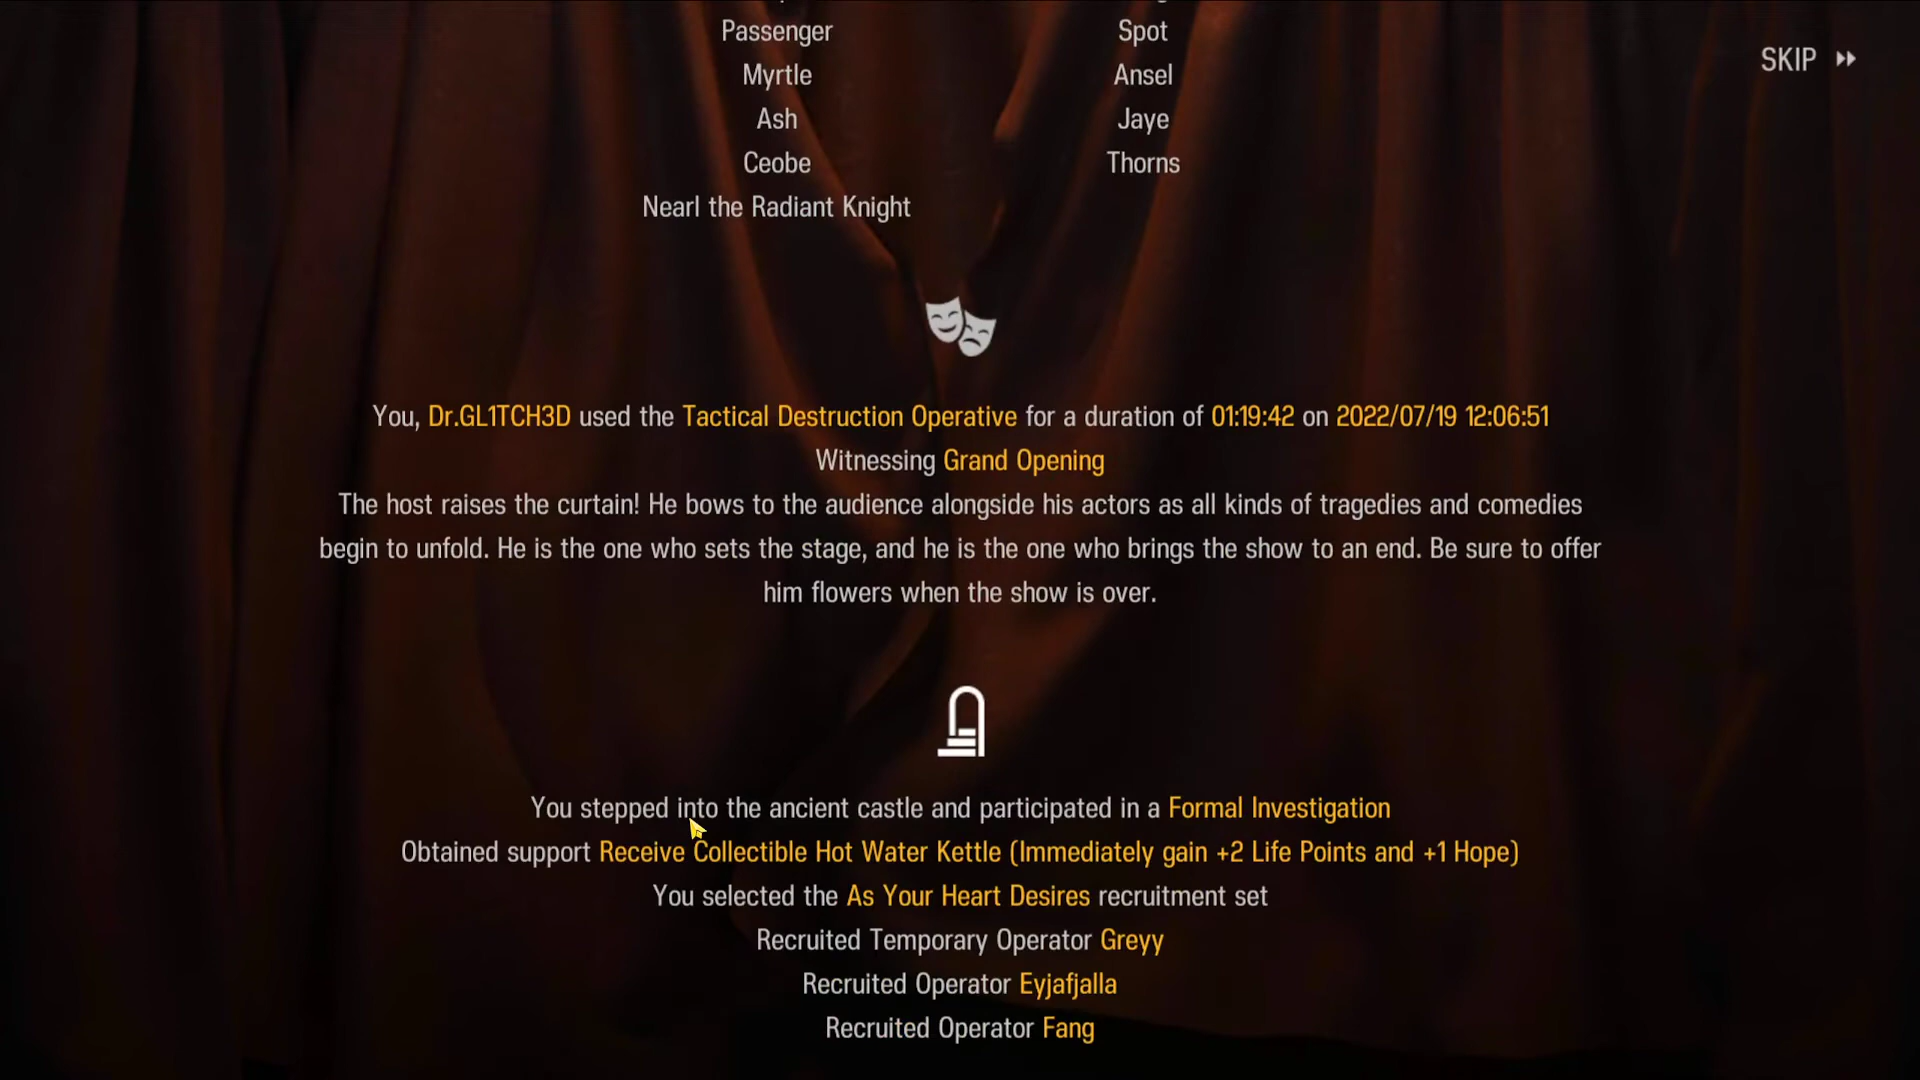 Passenger
Spot
SKIP
Myrtle
Ansel
Ash
Jaye
Ceobe
Thorns
Nearl the Radiant Knight
You, Dr.GL1TCH3D used the Tactical Destruction Operative for a duration of 01:19:42 on 2022/07/19 12:06:51
Witnessing Grand Opening
The host raises the curtain! He bows to the audience alongside his actors as all kinds of tragedies and comedies
begin to unfold. He is the one who sets the stage, and he is the one who brings the show to an end. Be sure to offer
him flowers when the show is over.
You stepped into the ancient castle and participated in a Formal Investigation
Obtained support Receive Collectible Hot Water Kettle (Immediately gain +2 Life Points and +1 Hope)
You selected the As Your Heart Desires recruitment set
Recruited Temporary Operator Greyy
Recruited Operator Eyjafjalla
Recruited Operator Fang